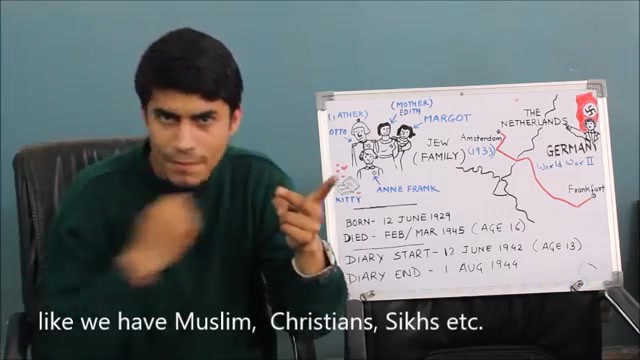 (MOTHER)
(FATHER)
EDITH
OTTO
MARGOT
THE
NETHERLANDS
Amsterdam
(1933)
JEW
(FAMILY)
GERMANY
World War II
Frankfurt
ANNE FRANK
KITTY
BORN- 12 JUNE 1929
DIED - FEB/MAR 1945 (AGE 16)
DIARY START- 12 JUNE 1942 (AGE 13)
DIARY END - 1 AUG 1944
like we have Muslim, Christians, Sikhs etc.